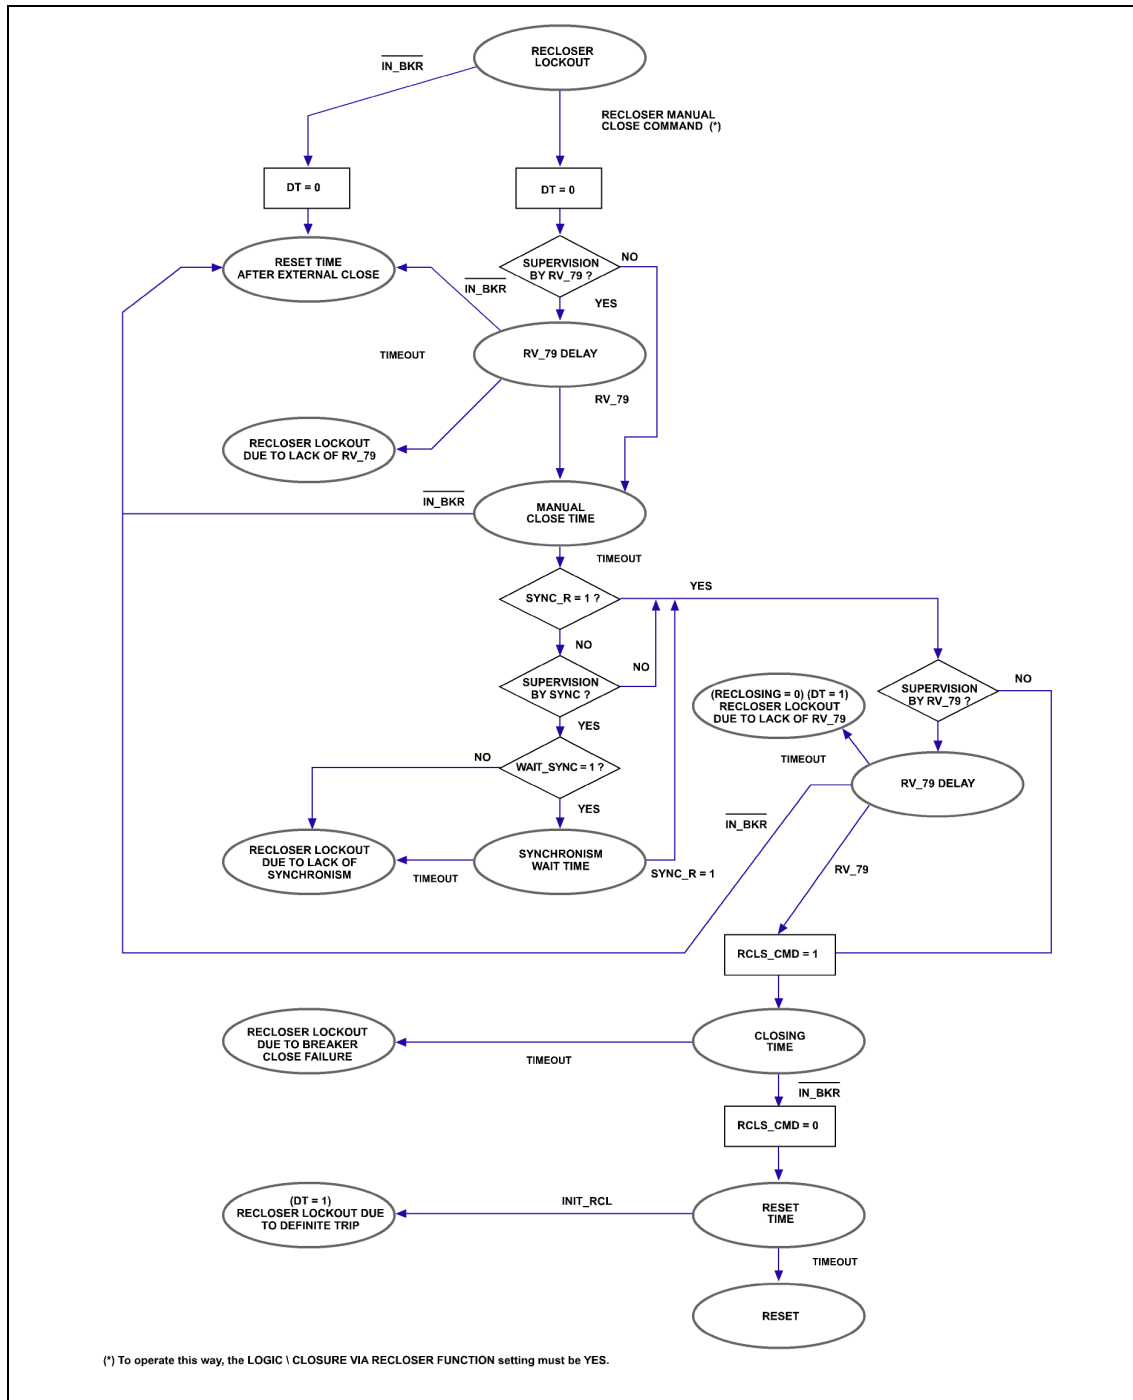 RECLOSER
LOCKOUT
IN_BKR
RECLOSER MANUAL
CLOSE COMMAND (*)
DT = 0
DT = 0
RESET TIME
AFTER EXTERNAL CLOSE
SUPERVISION
BY RV_79 ?
NO
IN_BKR
YES
TIMEOUT
RV_79 DELAY
RV_79
RECLOSER LOCKOUT
DUE TO LACK OF RV_79
IN_BKR
MANUAL
CLOSE TIME
TIMEOUT
SYNC_R = 1 ?
YES
NO
SUPERVISION
BY SYNC ?
NO
YES
(RECLOSING = 0) (DT = 1)
RECLOSER LOCKOUT
DUE TO LACK OF RV_79
SUPERVISION
BY RV_79 ?
NO
NO
WAIT_SYNC = 1 ?
YES
TIMEOUT
RV_79 DELAY
IN_BKR
RECLOSER LOCKOUT
DUE TO LACK OF
SYNCHRONISM
TIMEOUT
SYNCHRONISM
WAIT TIME
SYNC_R = 1
RV_79
RCLS_CMD = 1
RECLOSER LOCKOUT
DUE TO BREAKER
CLOSE FAILURE
TIMEOUT
CLOSING
TIME
IN_BKR
RCLS_CMD = 0
(DT = 1)
RECLOSER LOCKOUT DUE
TO DEFINITE TRIP
INIT_RCL
RESET
TIME
TIMEOUT
RESET
(*) To operate this way, the LOGIC \ CLOSURE VIA RECLOSER FUNCTION setting must be YES.